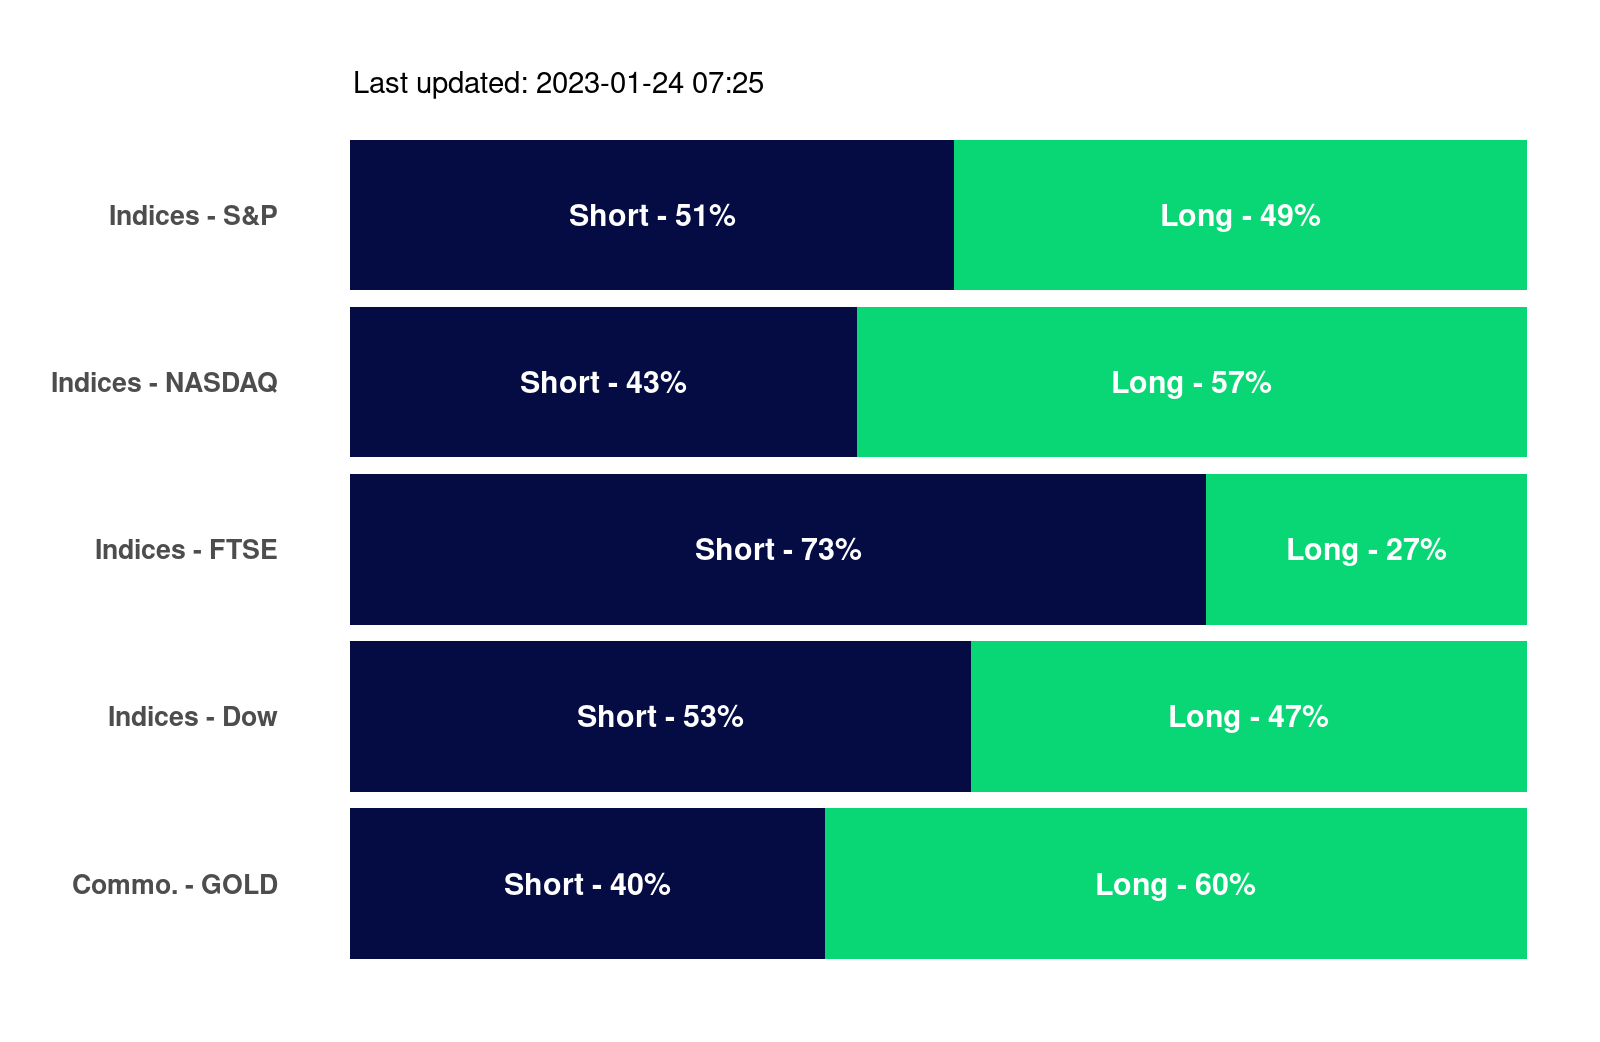 Last updated: 2023-01-24 07:25
Indices - S&P Short - 51% Long - 49%
Indices - NASDAQ Short - 43% Long - 57%
Indices - FTSE Short - 73% Long - 27%
Indices - Dow Short - 53% Long - 47%
Commo. - GOLD Short - 40% Long - 60%